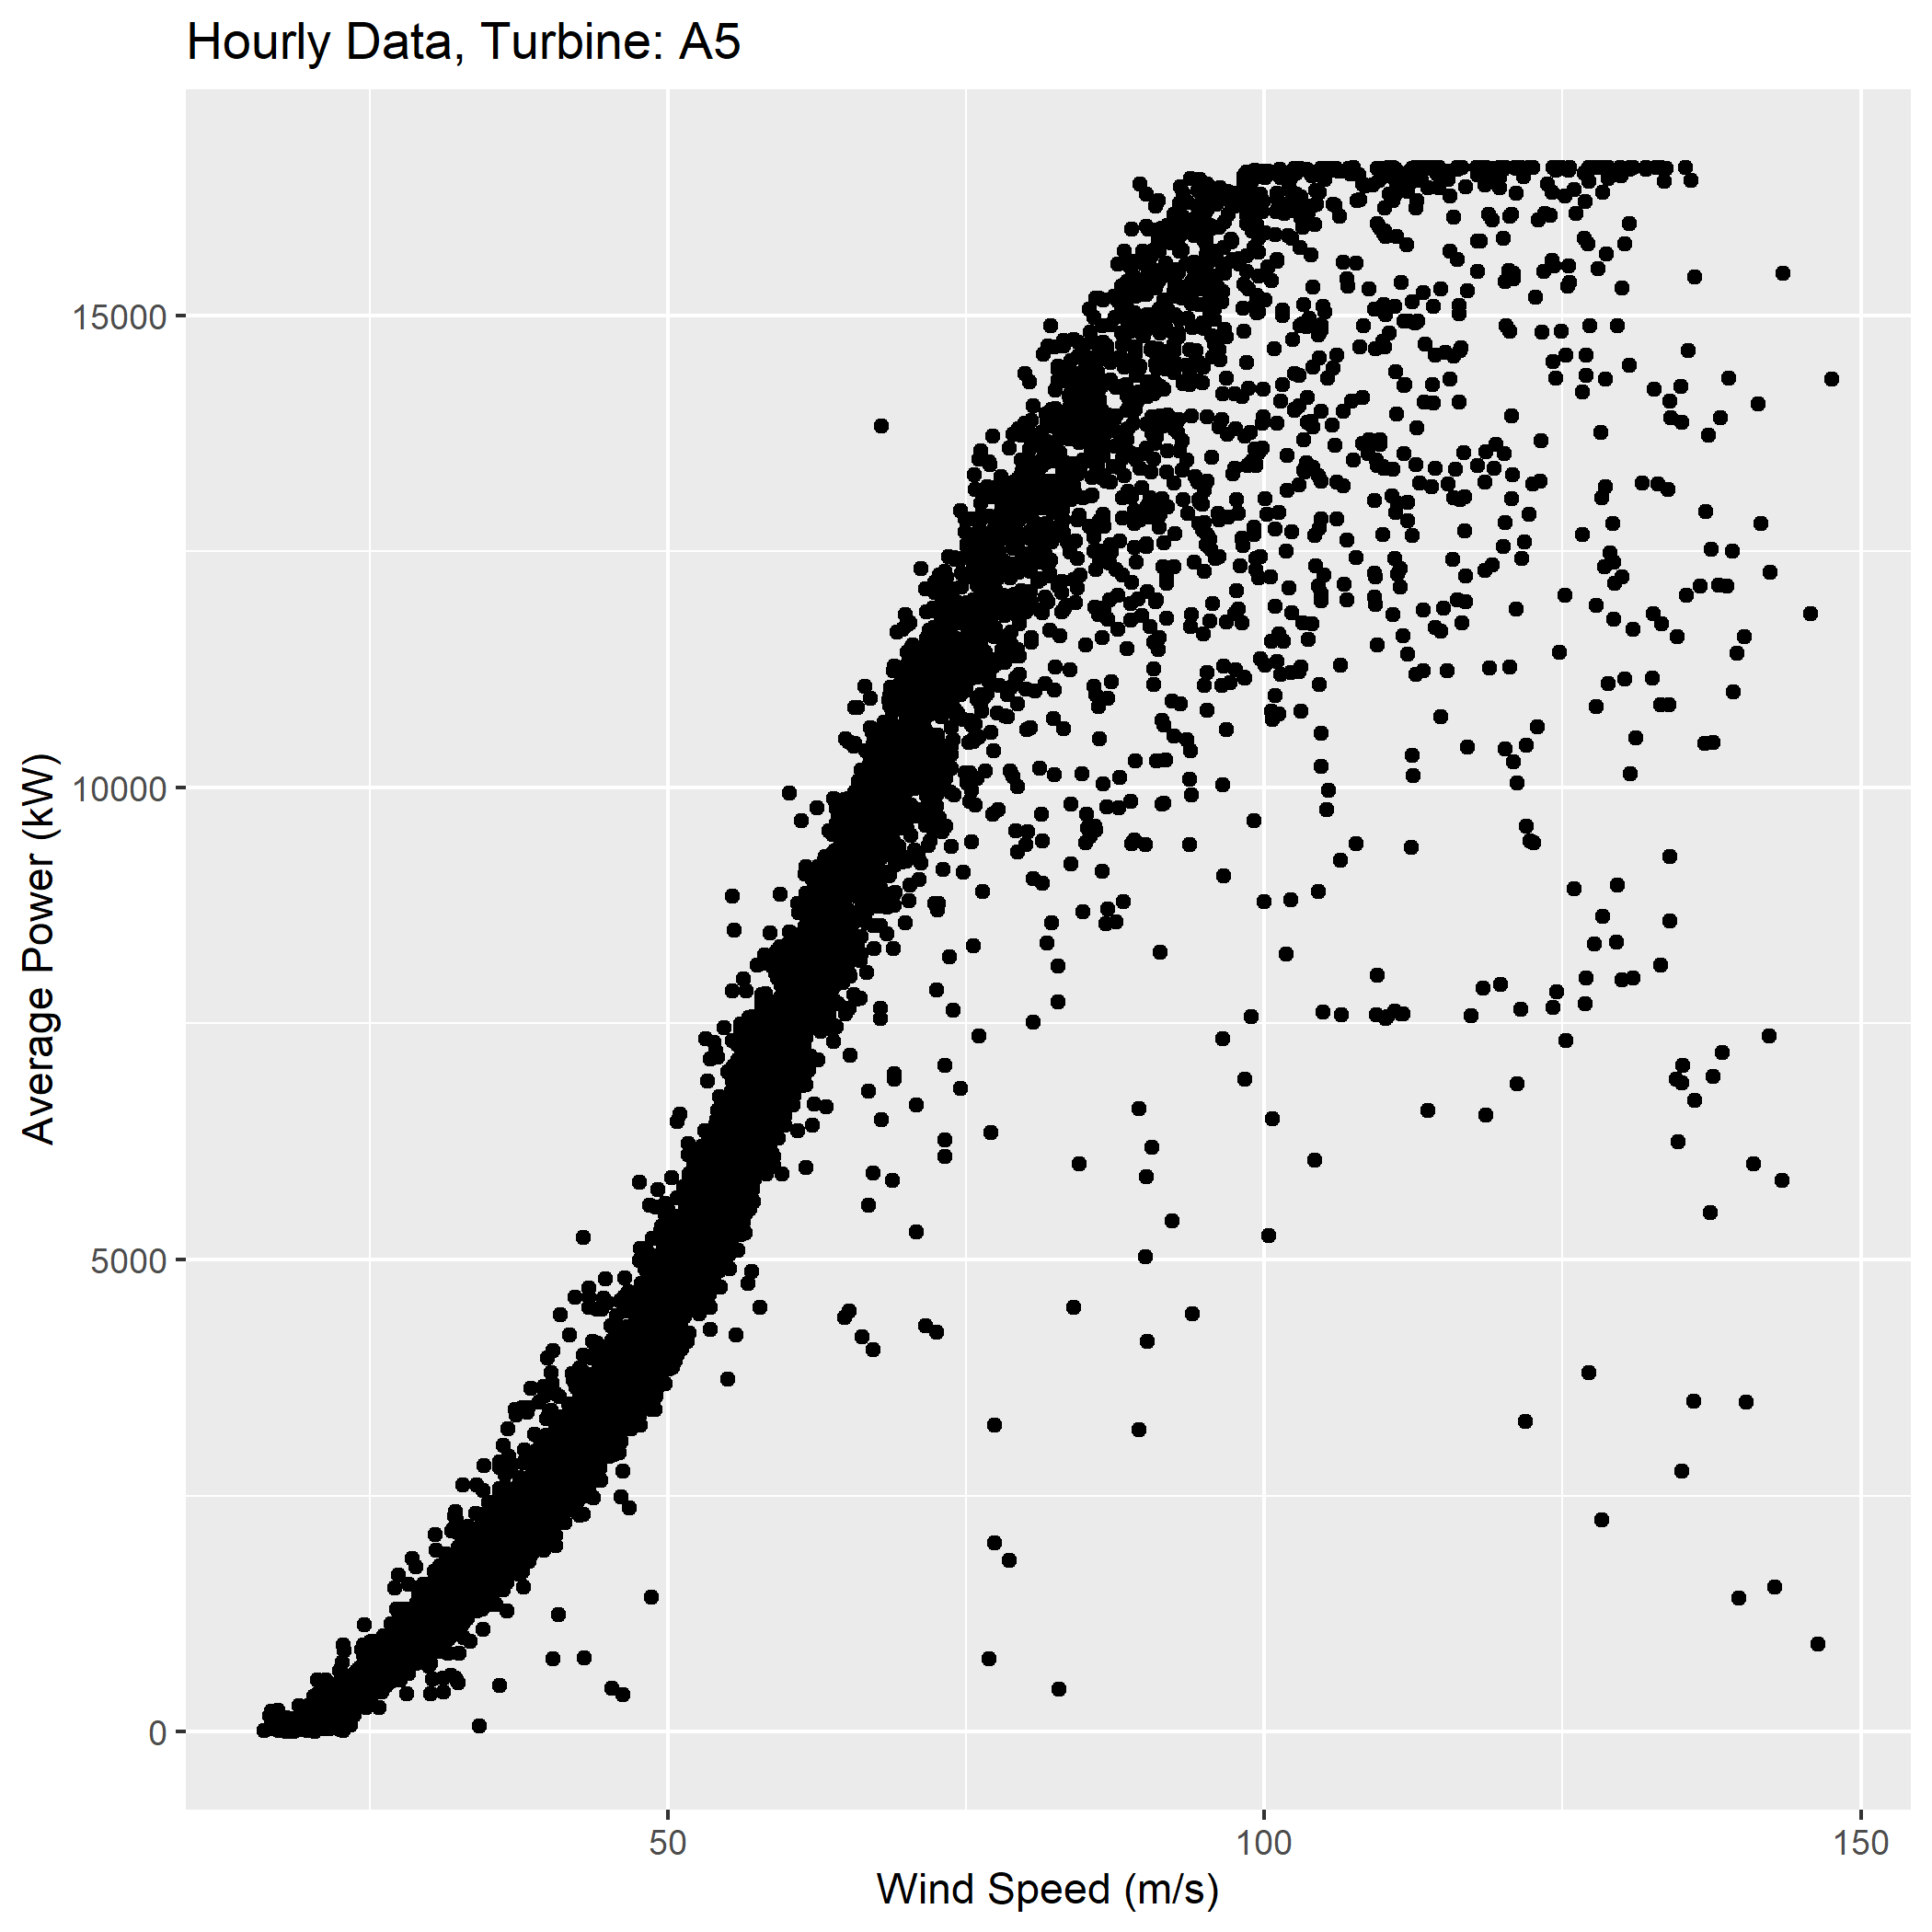 Hourly Data, Turbine: A5
15000
10000
5000
0
Average Power (kW)
50 100 150
Wind Speed (m/s)